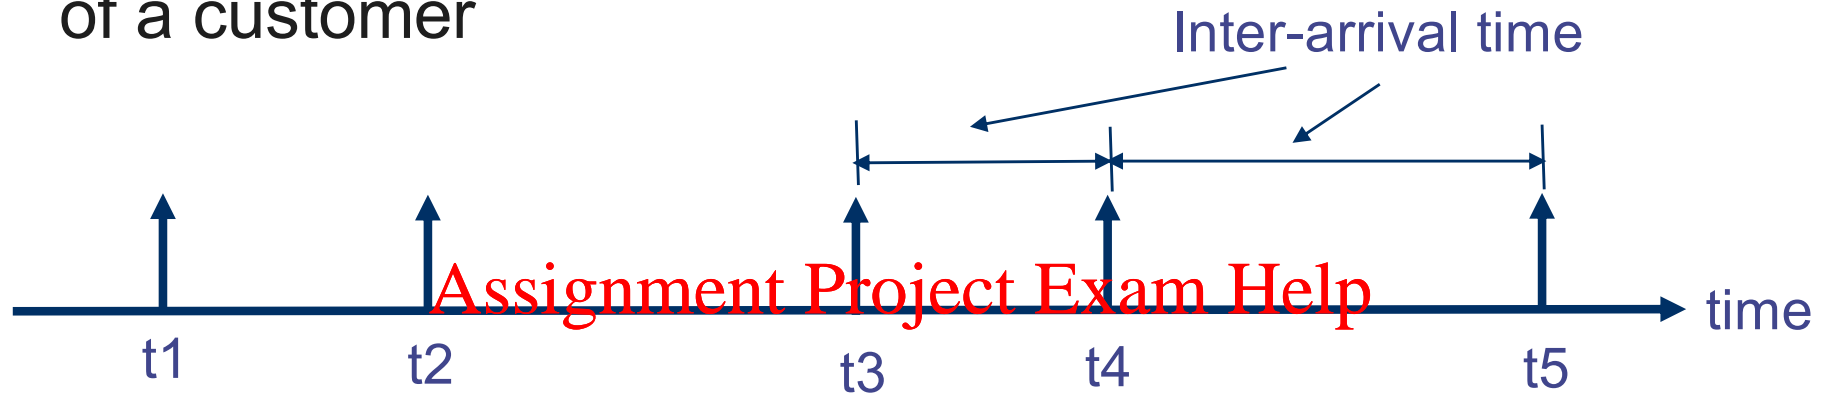 of a customer
Inter-arrival time
Assignment Project Exam Help
time
t1 t2 t3 t4 t5